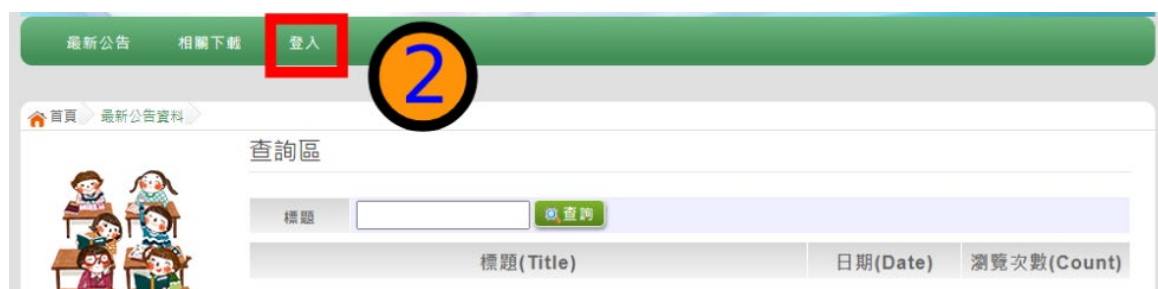 最新公告 相關下載 登入 2
首頁 最新公告資料
查詢區
標題 查詢
標題(Title) 日期(Date) 瀏覽次數(Count)